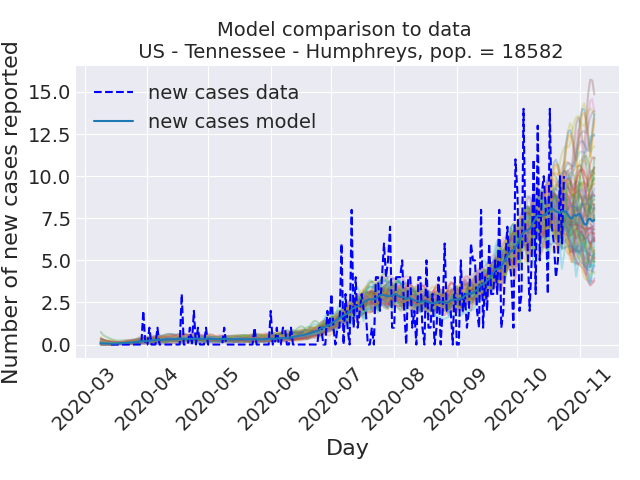 Model comparison to data
US - Tennessee - Humphreys, pop. = 18582
Number of new cases reported
15.0
12.5
10.0
7.5
5.0
2.5
0.0
new cases data
new cases model
2020-03
2020-04
2020-05
2020-06
2020-07
2020-08
2020-09
2020-10
2020-11
Day